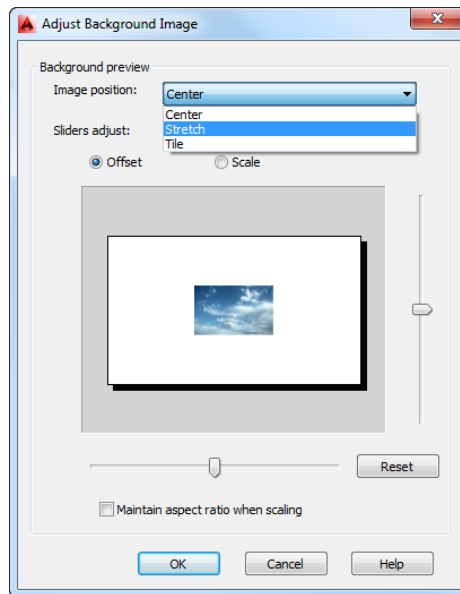 Adjust Background Image
Background preview
Image position:
Center
Center
Stretch
Tile
Sliders adjust:
Offset
Scale
Reset
Maintain aspect ratio when scaling
OK
Cancel
Help